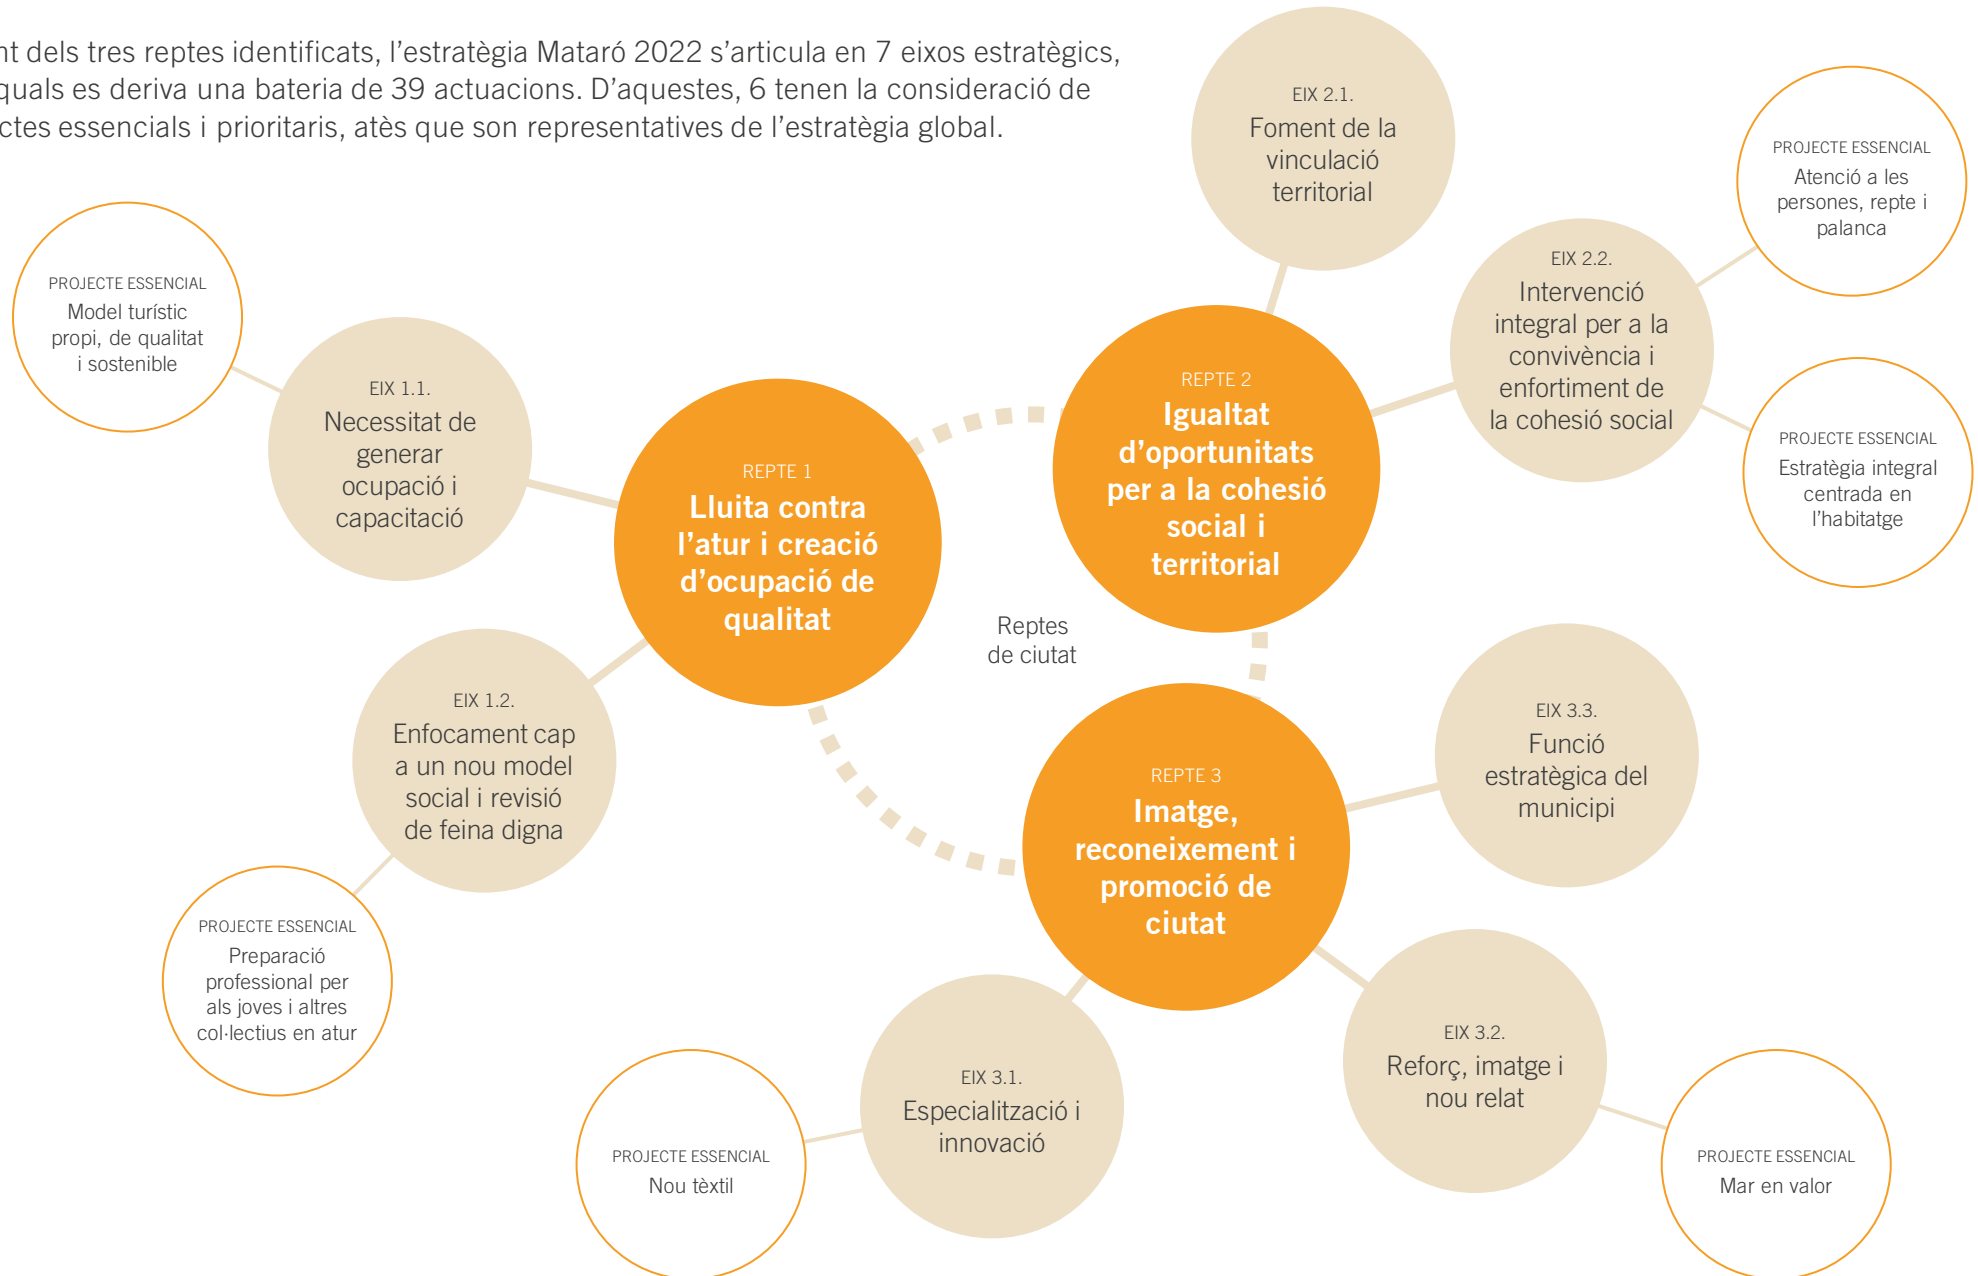 nt dels tres reptes identificats, l’estratègia Mataró 2022 s’articula en 7 eixos estratègics,
quals es deriva una bateria de 39 actuacions. D’aquestes, 6 tenen la consideració de
ctes essencials i prioritaris, atès que son representatives de l’estratègia global.
PROJECTE ESSENCIAL
Model turístic
propi, de qualitat
i sostenible
EIX 1.1.
Necessitat de
generar
ocupació i
capacitació
REPTE 1
Lluita contra
l’atur i creació
d’ocupació de
qualitat
EIX 1.2.
Enfocament cap
a un nou model
social i revisió
de feina digna
PROJECTE ESSENCIAL
Preparació
professional per
als joves i altres
col·lectius en atur
Reptes
de ciutat
EIX 2.1.
Foment de la
vinculació
territorial
REPTE 2
Igualtat
d’oportunitats
per a la cohesió
social i
territorial
EIX 2.2.
Intervenció
integral per a la
convivència i
enfortiment de
la cohesió social
PROJECTE ESSENCIAL
Atenció a les
persones, repte i
palanca
PROJECTE ESSENCIAL
Estratègia integral
centrada en
l’habitatge
REPTE 3
Imatge,
reconeixement i
promoció de
ciutat
EIX 3.3.
Funció
estratègica del
municipi
EIX 3.2.
Reforç, imatge i
nou relat
PROJECTE ESSENCIAL
Mar en valor
EIX 3.1.
Especialització i
innovació
PROJECTE ESSENCIAL
Nou tèxtil